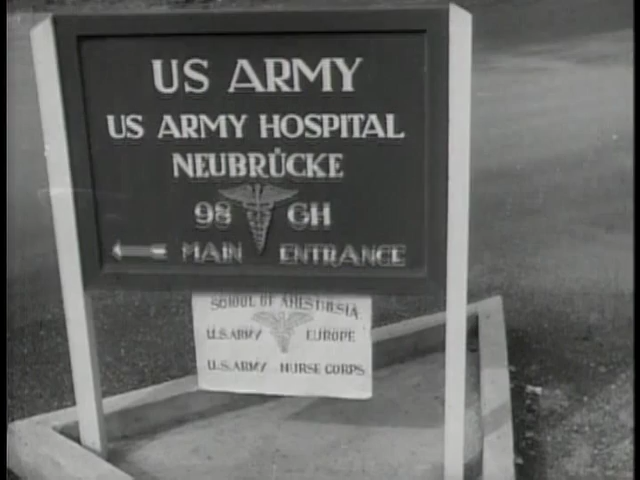 US ARMY
US ARMY HOSPITAL
NEUBRÜCKE
98 GH
MAIN ENTRANCE
SCHOOL OF ANESTHESIA
U.S. ARMY EUROPE
U.S. ARMY NURSE CORPS